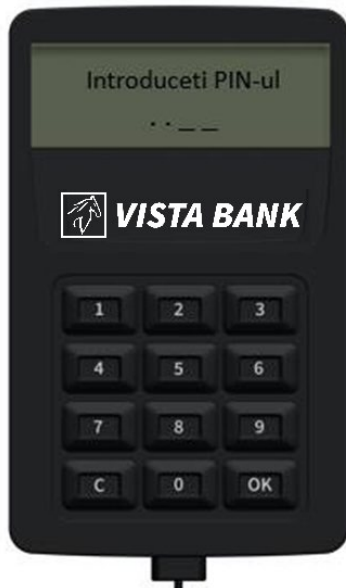 Introduceti PIN-ul
. . _ _
VISTA BANK
1 2 3
4 5 6
7 8 9
C 0 OK